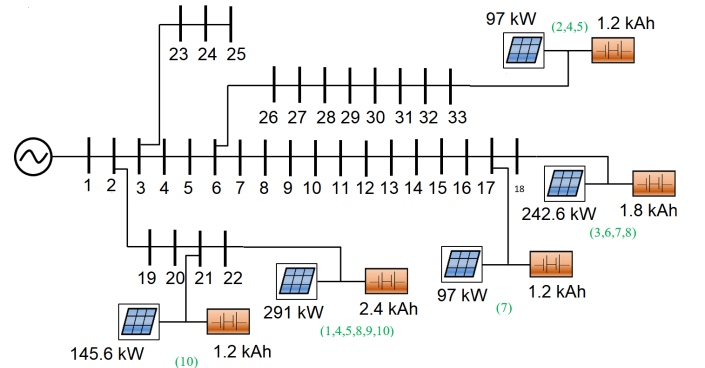 97 kW (2,4,5) 1.2 kAh
23 24 25
26 27 28 29 30 31 32 33
1 2 3 4 5 6 7 8 9 10 11 12 13 14 15 16 17 18
242.6 kW 1.8 kAh
(3,6,7,8)
19 20 21 22
97 kW 1.2 kAh
(7)
291 kW 2.4 kAh
(1,4,5,8,9,10)
145.6 kW 1.2 kAh
(10)